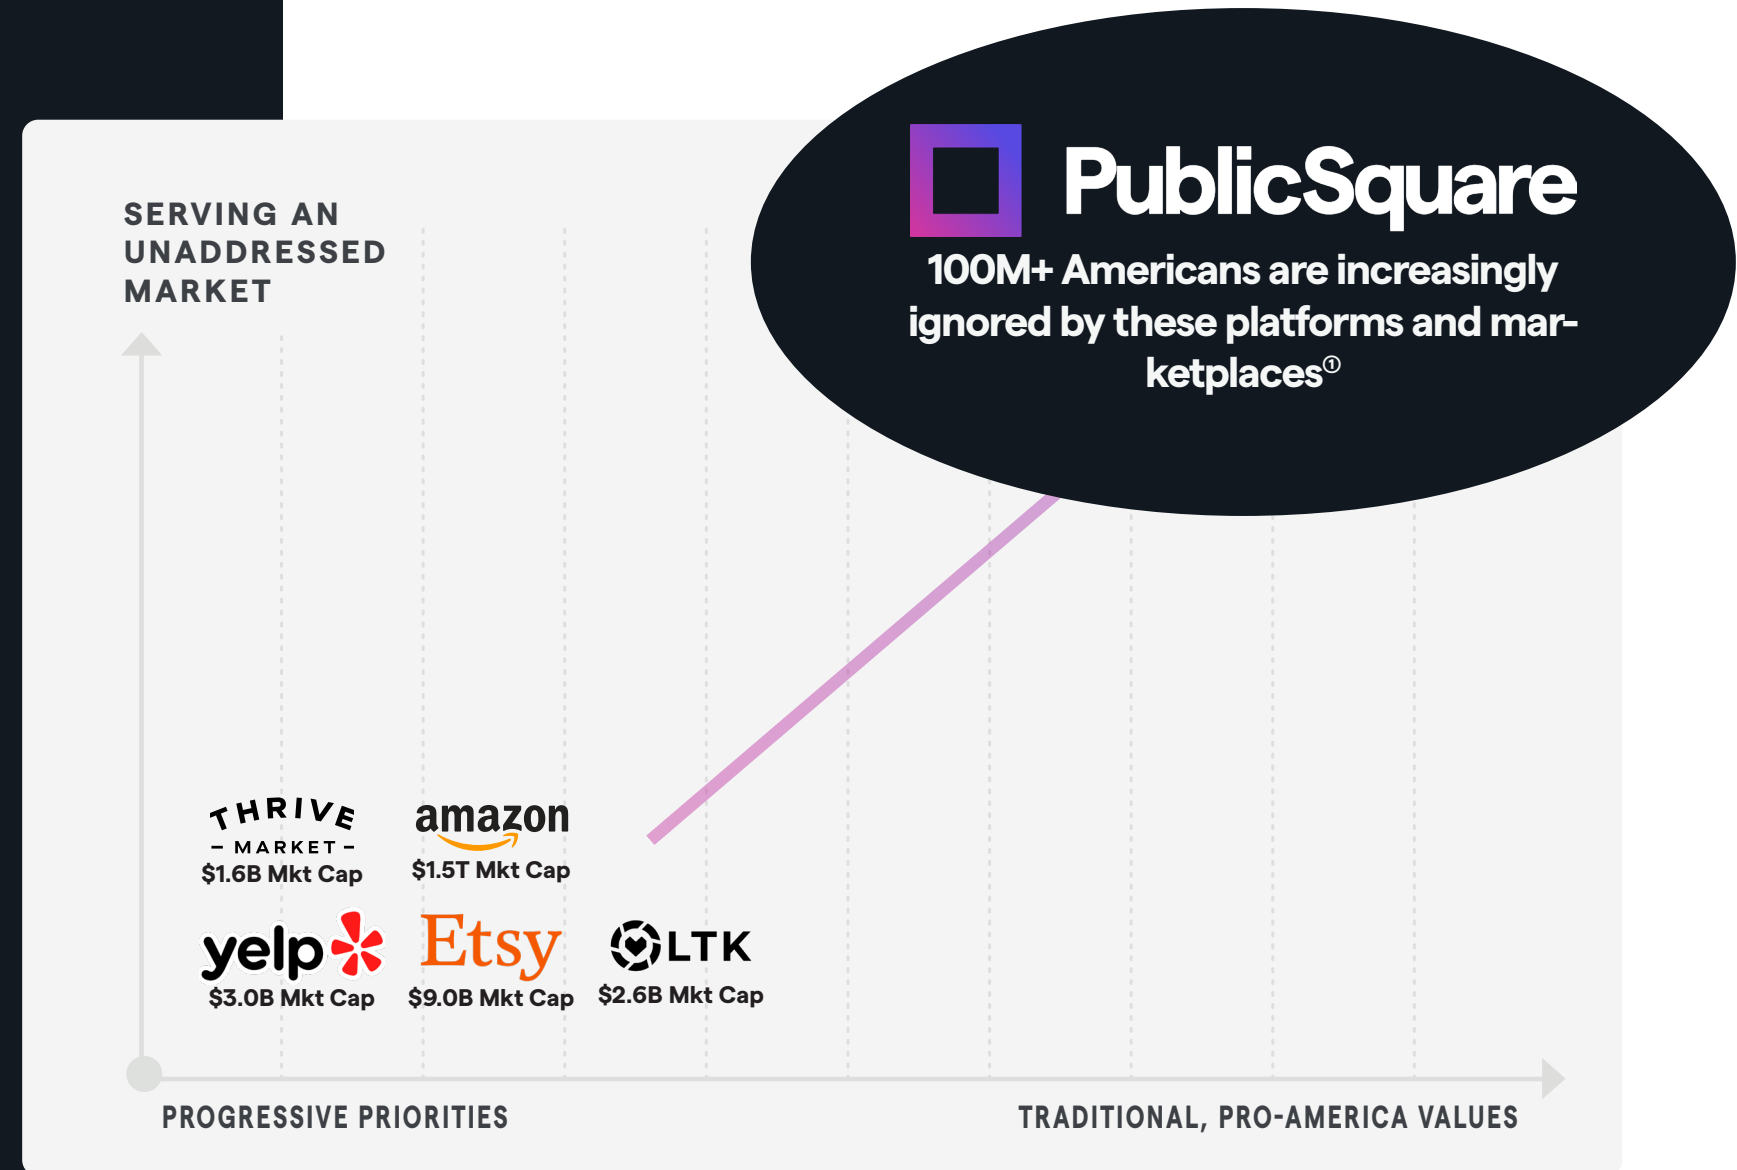 PublicSquare
100M+ Americans are increasingly
ignored by these platforms and mar-
ketplaces①
SERVING AN
UNADDRESSED
MARKET
THRIVE
– MARKET –
$1.6B Mkt Cap
amazon
$1.5T Mkt Cap
yelp
$3.0B Mkt Cap
Etsy
$9.0B Mkt Cap
LTK
$2.6B Mkt Cap
PROGRESSIVE PRIORITIES
TRADITIONAL, PRO-AMERICA VALUES